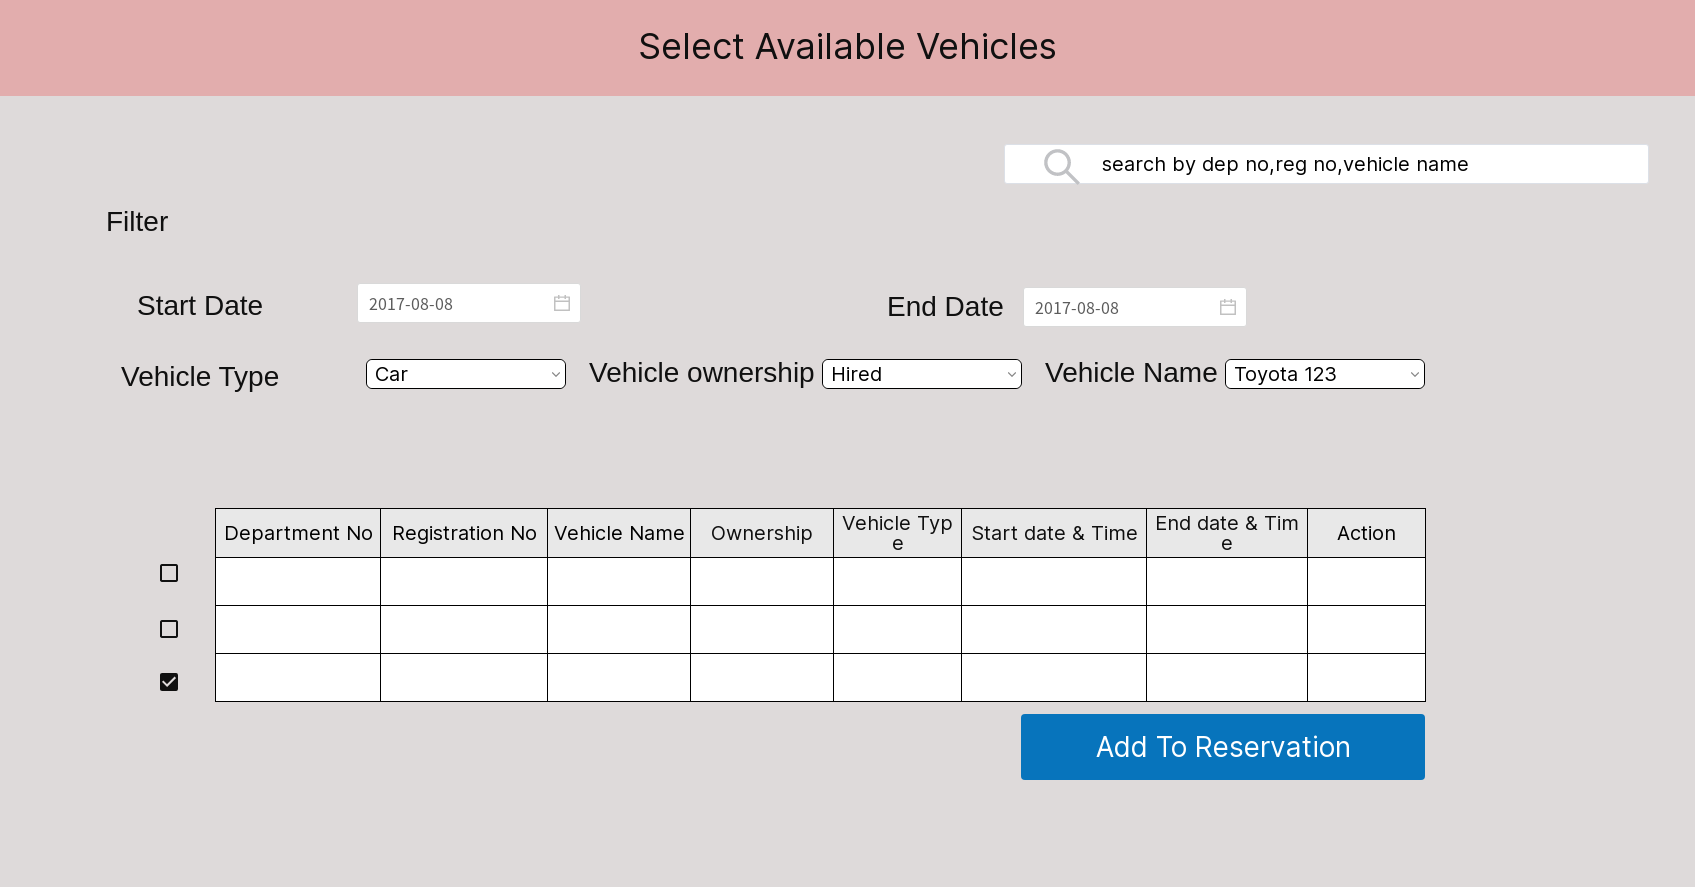 Select Available Vehicles
search by dep no,reg no,vehicle name
Filter
Start Date 2017-08-08 End Date 2017-08-08
Vehicle Type Car Vehicle ownership Hired Vehicle Name Toyota 123
Department No Registration No Vehicle Name Ownership Vehicle Typ
e Start date & Time End date & Tim
e Action
Add To Reservation